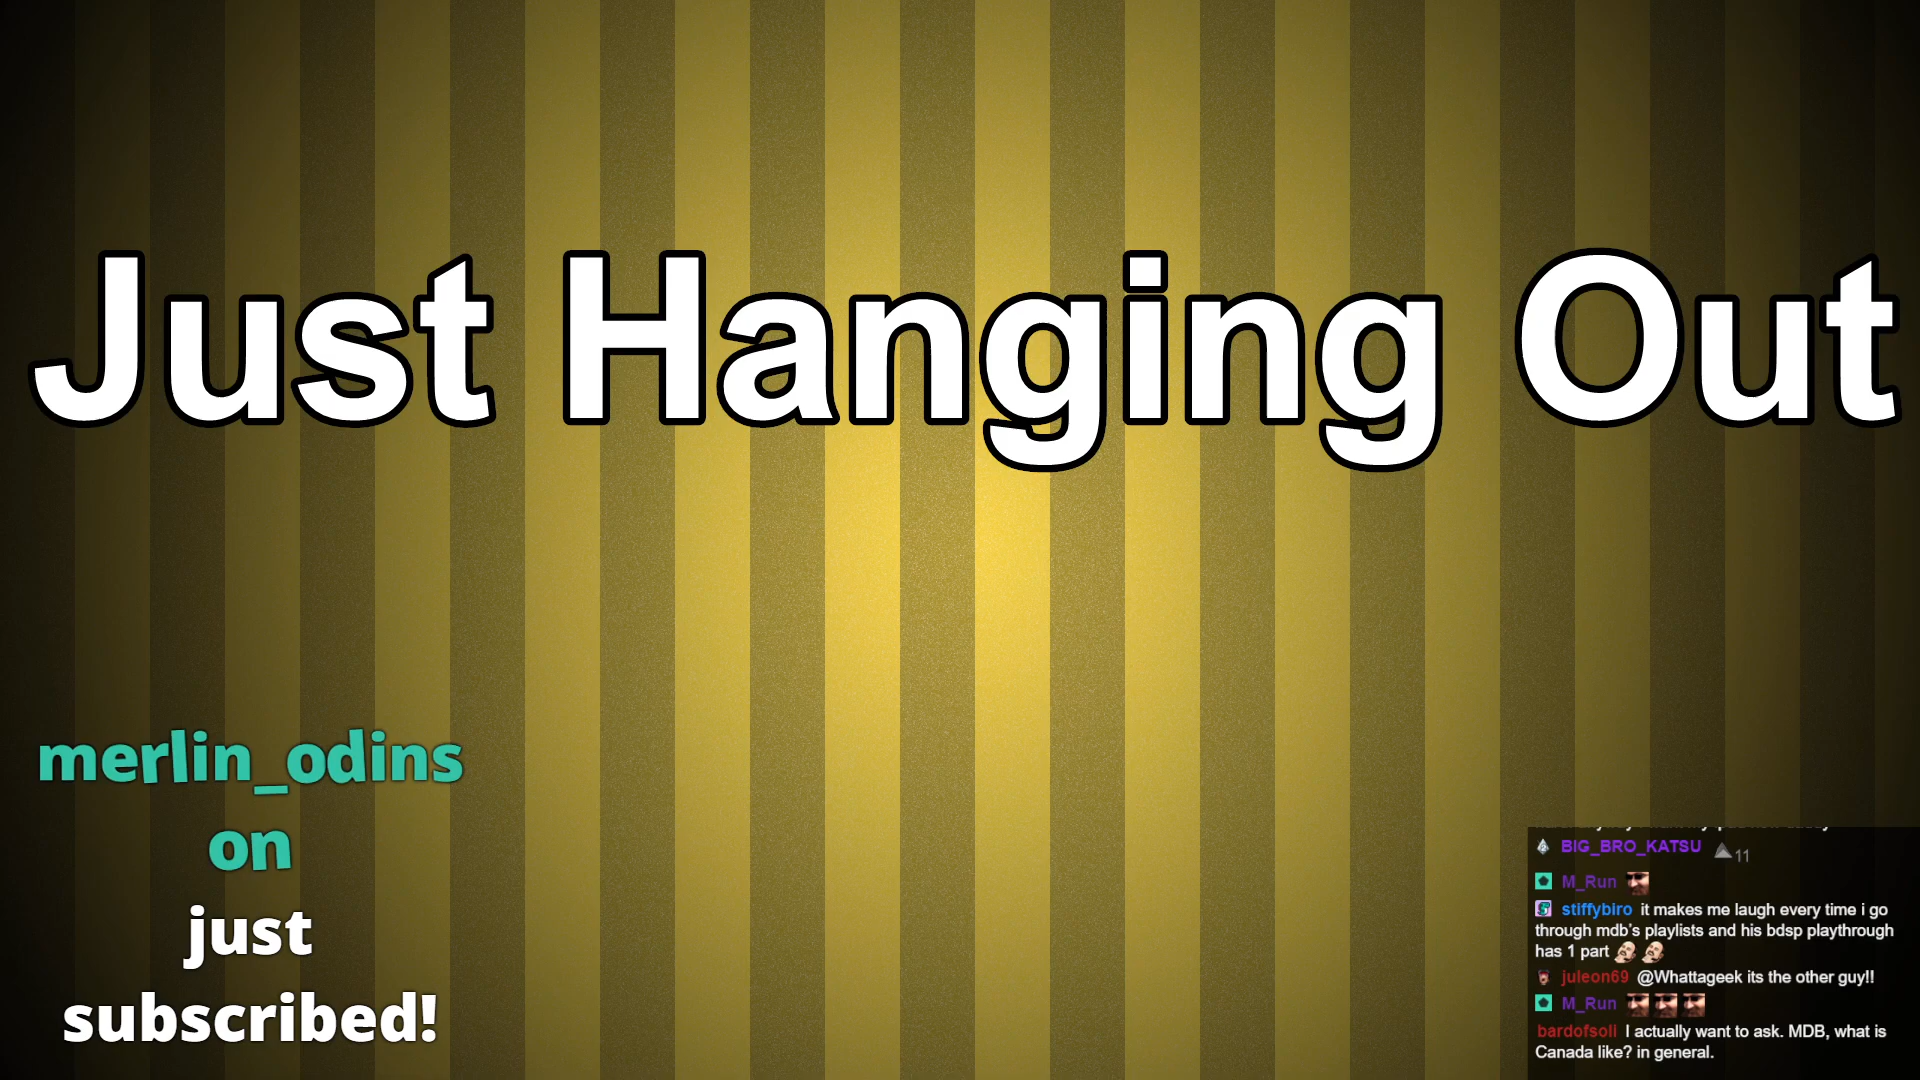 Just Hanging Out
merlin_odins
on
just
subscribed!
BIG_BRO_KATSU 11
M_Run
stiffybiro it makes me laugh every time i go
through mdb's playlists and his bdsp playthrough
has 1 part
juleon69 @Whattageek its the other guy!!
M_Run
bardofsoll I actually want to ask. MDB, what is
Canada like? in general.